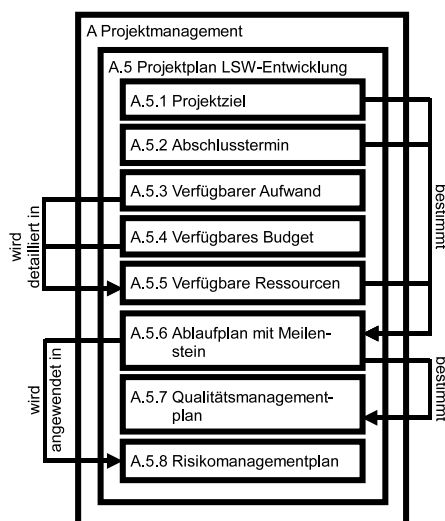 A Projektmanagement
A.5 Projektplan LSW-Entwicklung
A.5.1 Projektziel
A.5.2 Abschlusstermin
A.5.3 Verfügbarer Aufwand
A.5.4 Verfügbares Budget
A.5.5 Verfügbare Ressourcen
A.5.6 Ablaufplan mit Meilen-
stein
A.5.7 Qualitätsmanagement-
plan
A.5.8 Risikomanagementplan
wird
detailliert in
wird
angewendet in
bestimmt
bestimmt